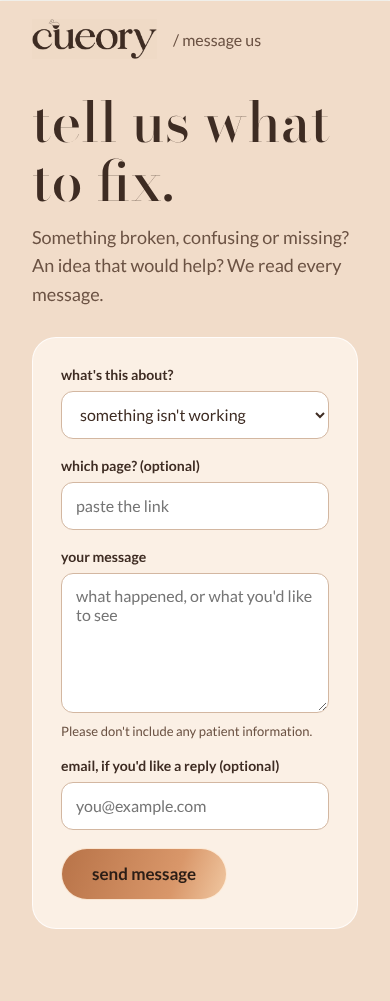 cueory / message us
tell us what
to fix.
Something broken, confusing or missing?
An idea that would help? We read every
message.
what's this about?
something isn't working
which page? (optional)
paste the link
your message
what happened, or what you'd like
to see
Please don't include any patient information.
email, if you'd like a reply (optional)
you@example.com
send message